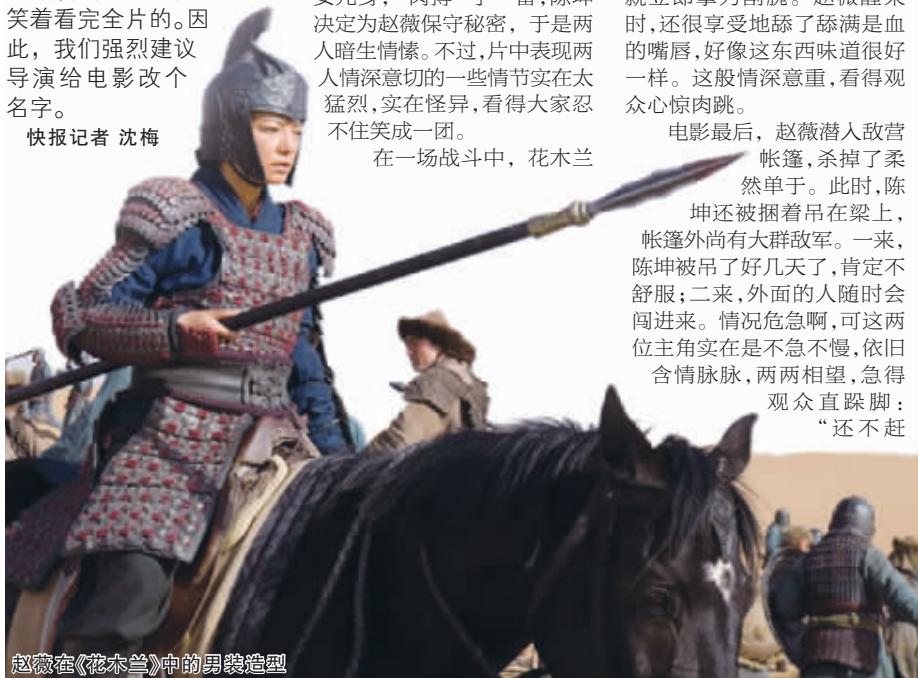 笑着看完全片的。因
此，我们强烈建议
导演给电影改个
名字。
快报记者 沈梅
决定为赵薇保守秘密，于是两
人暗生情愫。不过，片中表现两
人情深意切的一些情节实在太
猛烈，实在怪异，看得大家忍
不住笑成一团。
在一场战斗中，花木兰
时，还很享受地舔了舔满是血
的嘴唇，好像这东西味道很好
一样。这般情深意重，看得观
众心惊肉跳。
电影最后，赵薇潜入敌营
帐篷，杀掉了柔
然单于。此时，陈
坤还被捆着吊在梁上，
帐篷外尚有大群敌军。一来，
陈坤被吊了好几天了，肯定不
舒服；二来，外面的人随时会
闯进来。情况危急啊，可这两
位主角实在是不急不慢，依旧
含情脉脉，两两相望，急得
观众直跺脚：
“还不赶
赵薇在《花木兰》中的男装造型